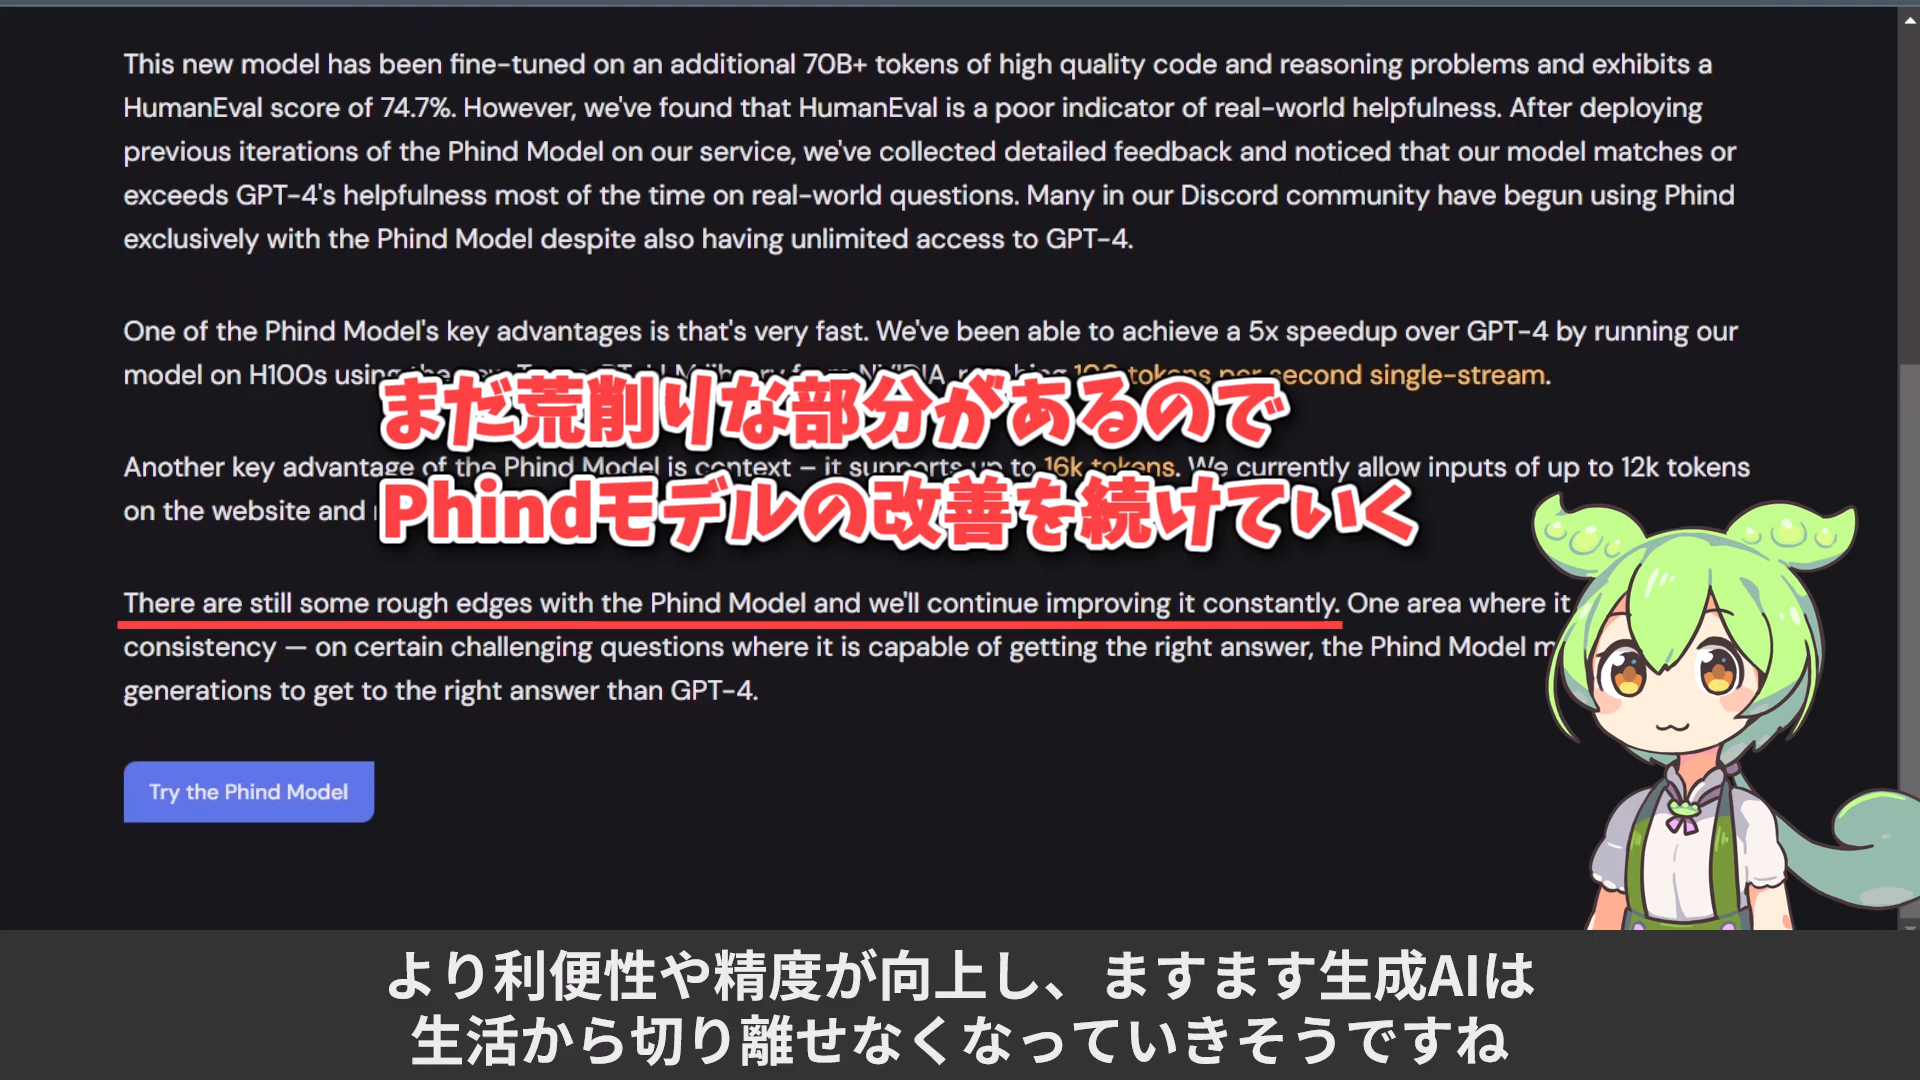 This new model has been fine-tuned on an additional 70B+ tokens of high quality code and reasoning problems and exhibits a
HumanEval score of 74.7%. However, we've found that HumanEval is a poor indicator of real-world helpfulness. After deploying
previous iterations of the Phind Model on our service, we've collected detailed feedback and noticed that our model matches or
exceeds GPT-4's helpfulness most of the time on real-world questions. Many in our Discord community have begun using Phind
exclusively with the Phind Model despite also having unlimited access to GPT-4.
One of the Phind Model's key advantages is that's very fast. We've been able to achieve a 5x speedup over GPT-4 by running our
model on H100s using tokens per second single-stream.
まだ荒削りな部分があるので
Another key advantage of the Phind Model is context – it supports up to 16k tokens. We currently allow inputs of up to 12k tokens
on the website and
Phindモデルの改善を続けていく
There are still some rough edges with the Phind Model and we'll continue improving it constantly. One area where it
consistency — on certain challenging questions where it is capable of getting the right answer, the Phind Model
generations to get to the right answer than GPT-4.
Try the Phind Model
より利便性や精度が向上し、ますます生成AIは
生活から切り離せなくなっていきそうですね